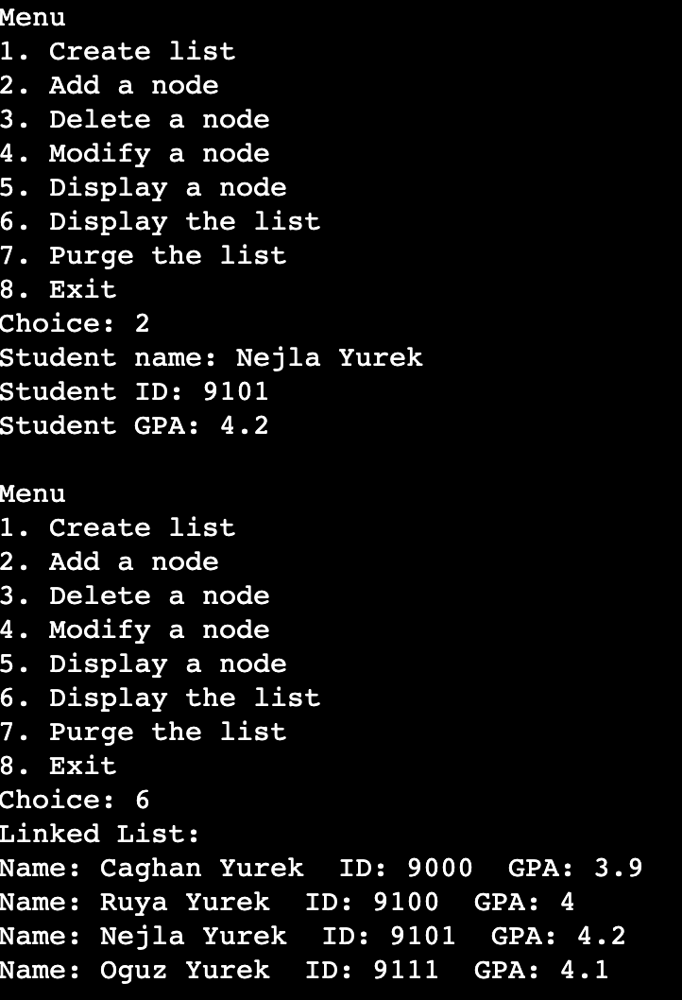 Menu
1. Create list
2. Add a node
3. Delete a node
4. Modify a node
5. Display a node
6. Display the list
7. Purge the list
8. Exit
Choice: 2
Student name: Nejla Yurek
Student ID: 9101
Student GPA: 4.2

Menu
1. Create list
2. Add a node
3. Delete a node
4. Modify a node
5. Display a node
6. Display the list
7. Purge the list
8. Exit
Choice: 6
Linked List:
Name: Caghan Yurek  ID: 9000  GPA: 3.9
Name: Ruya Yurek  ID: 9100  GPA: 4
Name: Nejla Yurek  ID: 9101  GPA: 4.2
Name: Oguz Yurek  ID: 9111  GPA: 4.1